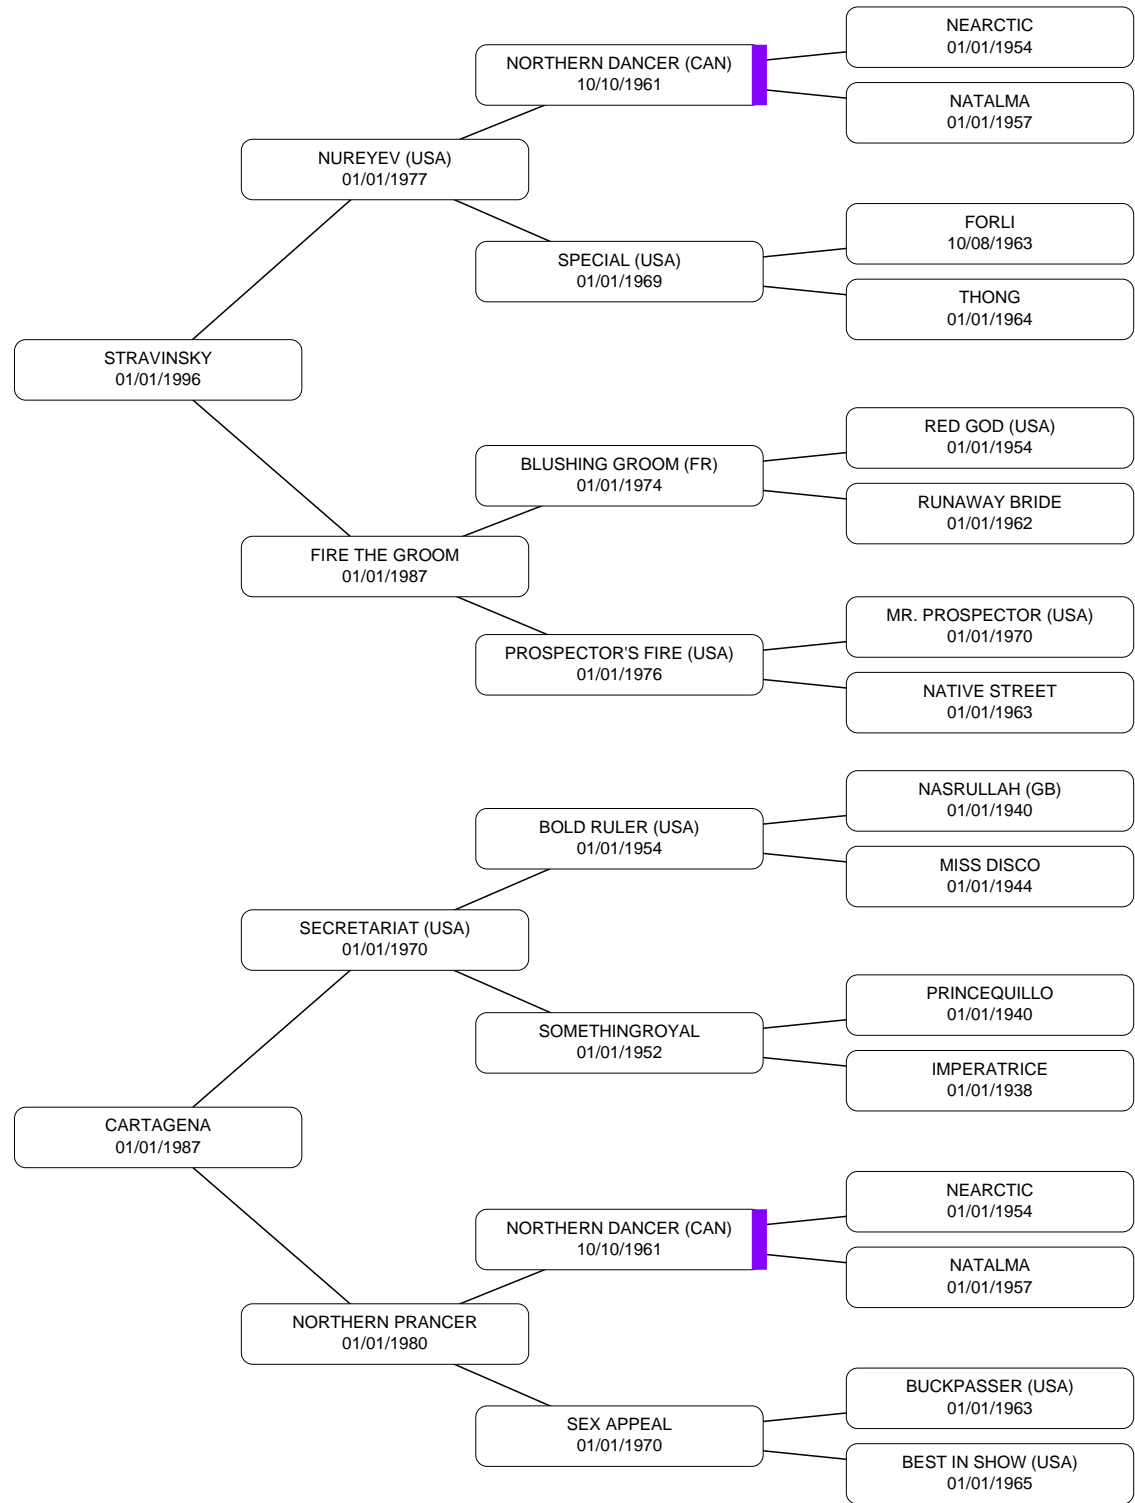 NEARCTIC
01/01/1954
NORTHERN DANCER (CAN)
10/10/1961
NATALMA
01/01/1957
NUREYEV (USA)
01/01/1977
FORLI
10/08/1963
SPECIAL (USA)
01/01/1969
THONG
01/01/1964
STRAVINSKY
01/01/1996
RED GOD (USA)
01/01/1954
BLUSHING GROOM (FR)
01/01/1974
RUNAWAY BRIDE
01/01/1962
FIRE THE GROOM
01/01/1987
MR. PROSPECTOR (USA)
01/01/1970
PROSPECTOR'S FIRE (USA)
01/01/1976
NATIVE STREET
01/01/1963
NASRULLAH (GB)
01/01/1940
BOLD RULER (USA)
01/01/1954
MISS DISCO
01/01/1944
SECRETARIAT (USA)
01/01/1970
PRINCEQUILLO
01/01/1940
SOMETHINGROYAL
01/01/1952
IMPERATRICE
01/01/1938
CARTAGENA
01/01/1987
NEARCTIC
01/01/1954
NORTHERN DANCER (CAN)
10/10/1961
NATALMA
01/01/1957
NORTHERN PRANCER
01/01/1980
BUCKPASSER (USA)
01/01/1963
SEX APPEAL
01/01/1970
BEST IN SHOW (USA)
01/01/1965